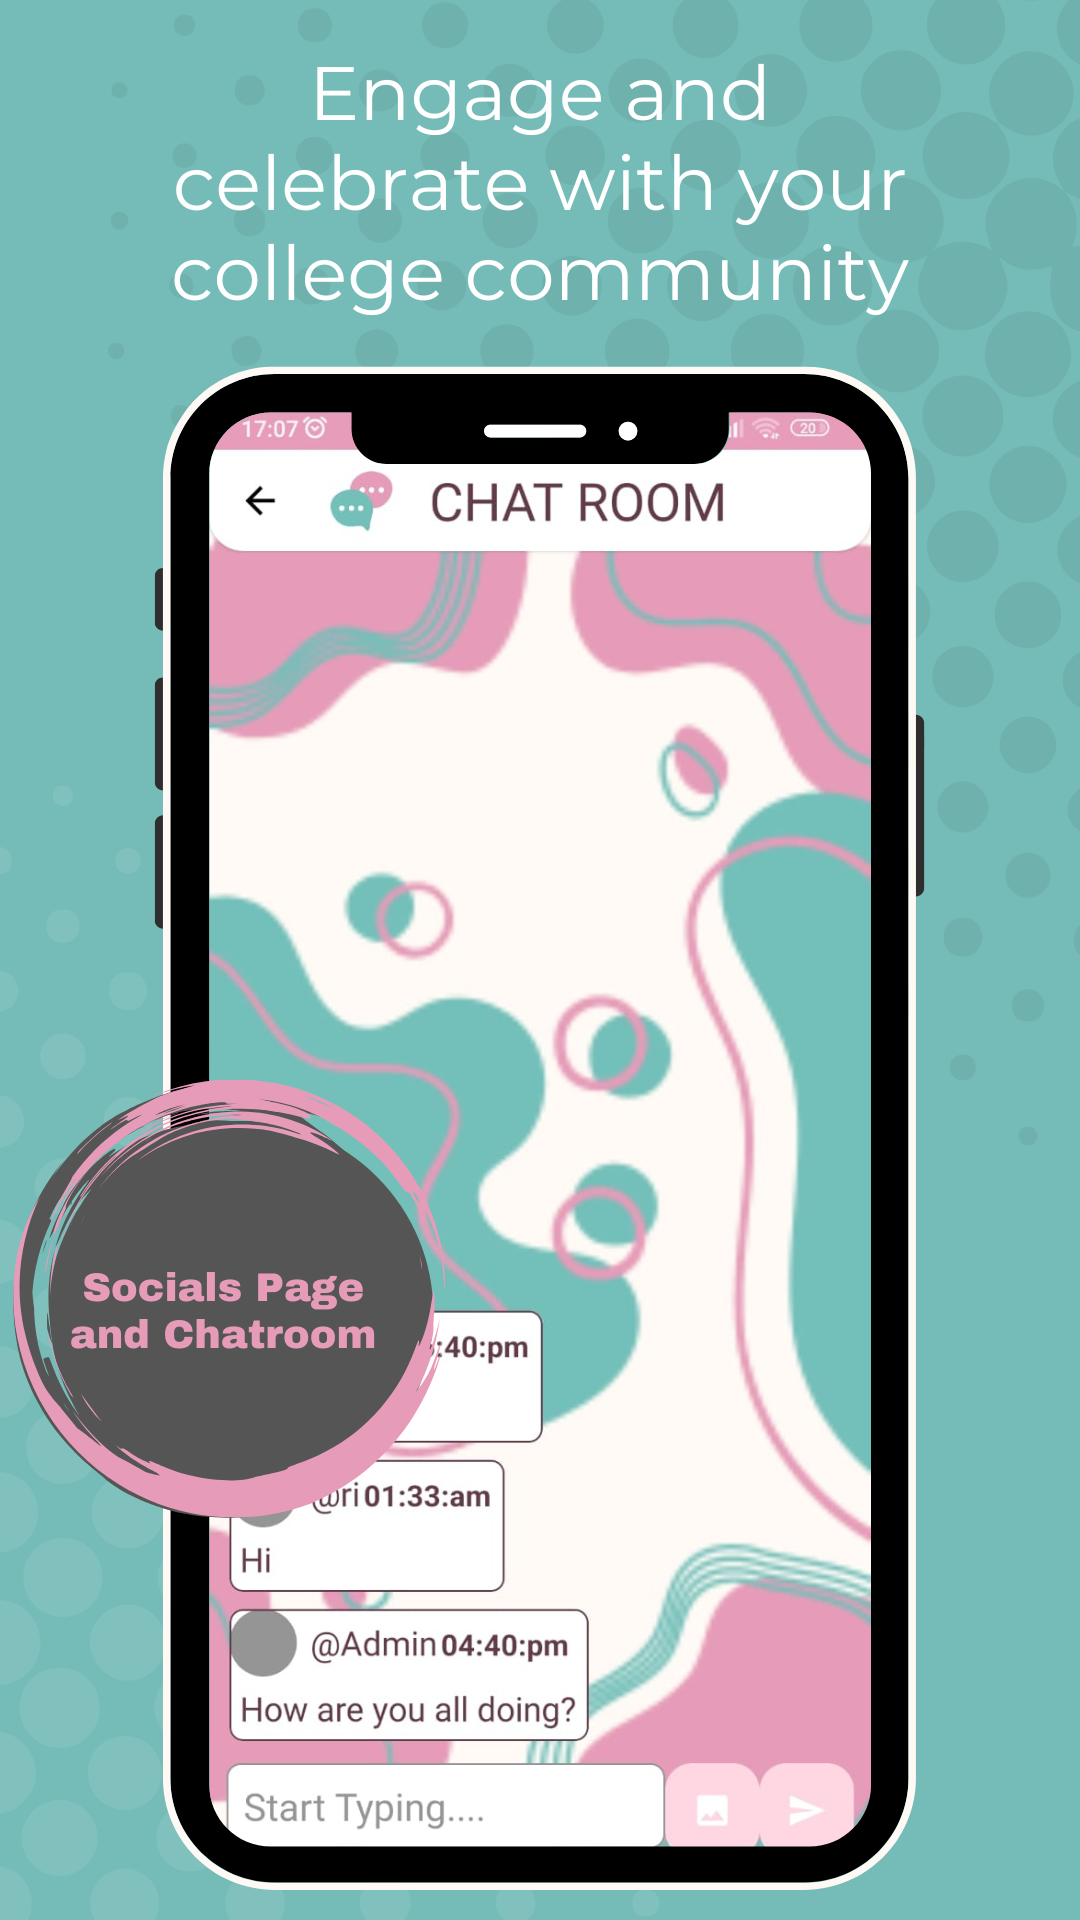 Engage and
celebrate with your
college community
17:07
20
CHAT ROOM
Socials Page
and Chatroom
:40:pm
@ri 01:33:am
Hi
@Admin 04:40:pm
How are you all doing?
Start Typing....